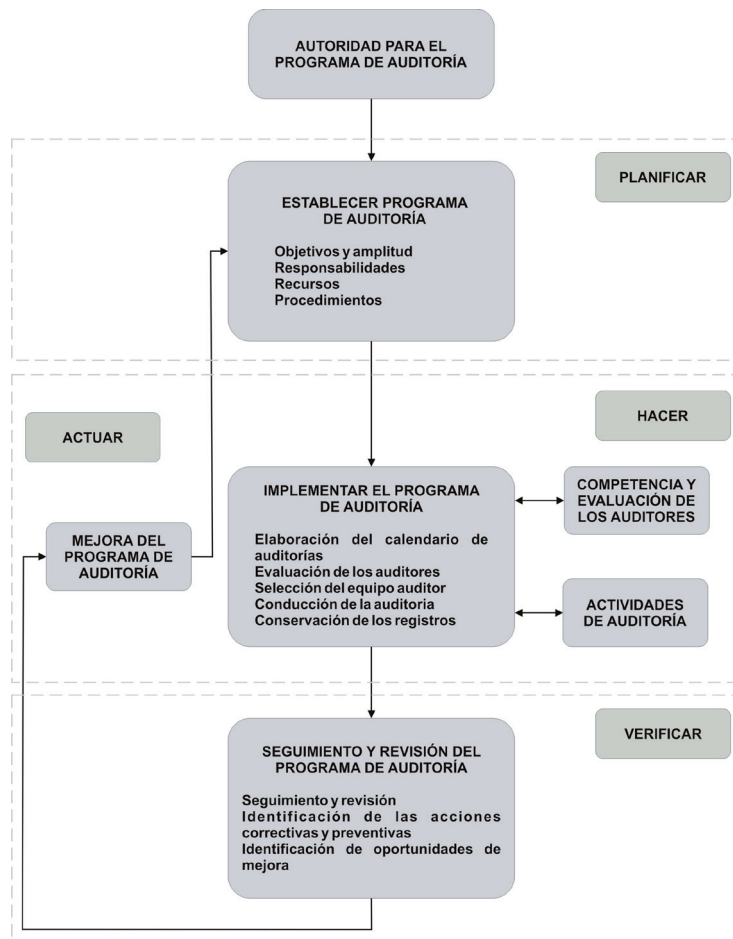 AUTORIDAD PARA EL
PROGRAMA DE AUDITORÍA
PLANIFICAR
ESTABLECER PROGRAMA
DE AUDITORÍA
Objetivos y amplitud
Responsabilidades
Recursos
Procedimientos
ACTUAR
HACER
IMPLEMENTAR EL PROGRAMA
DE AUDITORÍA
Elaboración del calendario de
auditorías
Evaluación de los auditores
Selección del equipo auditor
Conducción de la auditoria
Conservación de los registros
COMPETENCIA Y
EVALUACIÓN DE
LOS AUDITORES
MEJORA DEL
PROGRAMA DE
AUDITORÍA
ACTIVIDADES
DE AUDITORÍA
VERIFICAR
SEGUIMIENTO Y REVISIÓN DEL
PROGRAMA DE AUDITORÍA
Seguimiento y revisión
Identificación de las acciones
correctivas y preventivas
Identificación de oportunidades de
mejora